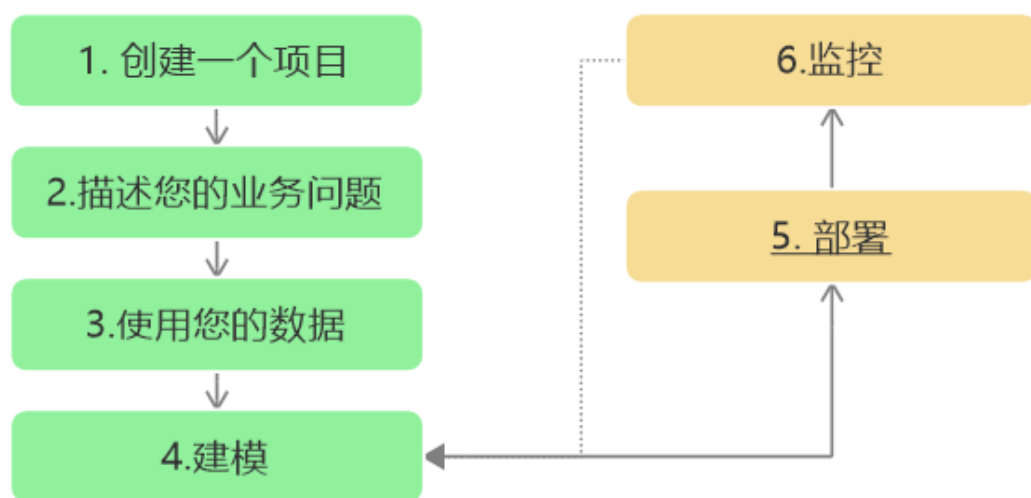 1. 创建一个项目
2.描述您的业务问题
3.使用您的数据
4.建模
6.监控
5. 部署